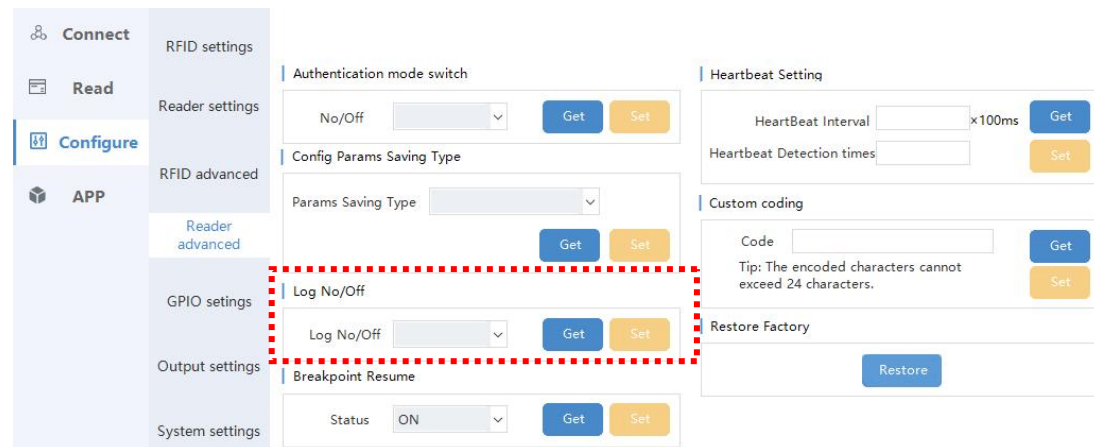 Connect
Read
Configure
APP
RFID settings
Reader settings
RFID advanced
Reader
advanced
GPIO setings
Output settings
System settings
Authentication mode switch
No/Off
Get
Set
Config Params Saving Type
Params Saving Type
Get
Set
Log No/Off
Log No/Off
Get
Set
Breakpoint Resume
Status
ON
Get
Set
Heartbeat Setting
HeartBeat Interval
×100ms
Get
Heartbeat Detection times
Set
Custom coding
Code
Get
Tip: The encoded characters cannot
exceed 24 characters.
Set
Restore Factory
Restore